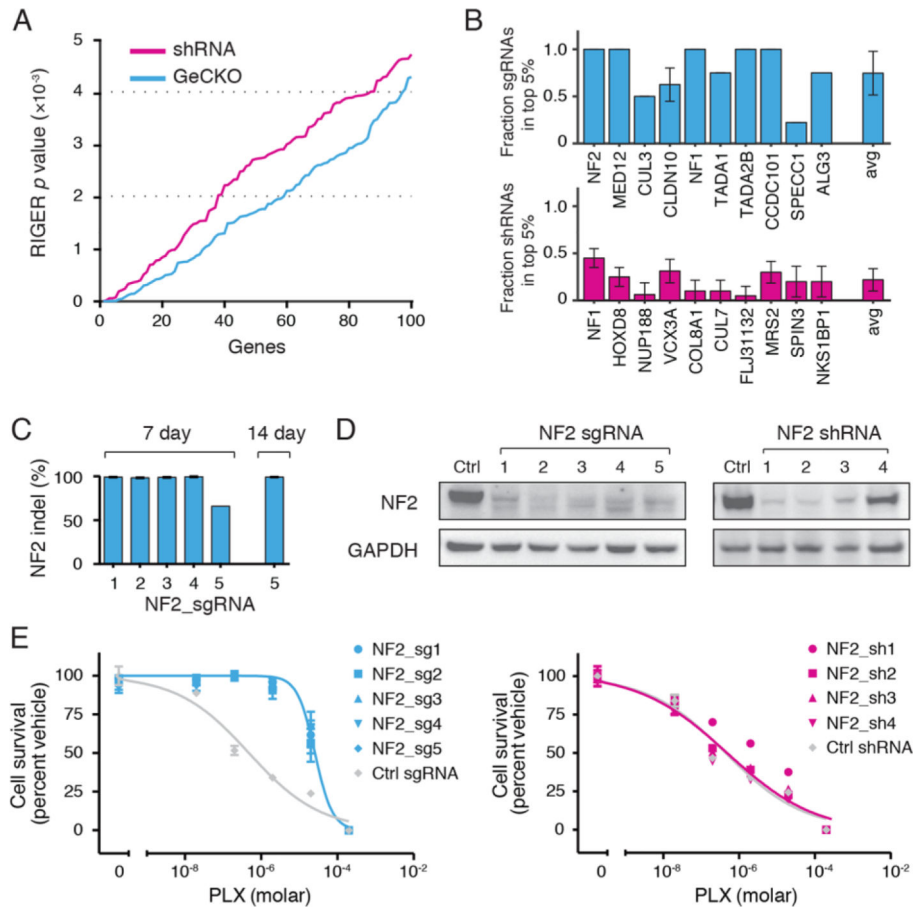 A
5
4
3
2
1
0
RIGER p value (×10-3)
shRNA
GeCKO
0 20 40 60 80 100
Genes
B
1.0
0.5
0
Fraction sgRNAs
in top 5%
NF2
MED12
CUL3
CLDN10
NF1
TADA1
TADA2B
CCDC101
SPECC1
ALG3
avg
1.0
0.5
0
Fraction shRNAs
in top 5%
NF1
HOXD8
NUP188
VCX3A
COL8A1
CUL7
FLJ31132
MRS2
SPIN3
NKS1BP1
avg
C
7 day 14 day
100
50
0
NF2 indel (%)
1 2 3 4 5 5
NF2_sgRNA
D
NF2 sgRNA
Ctrl 1 2 3 4 5
NF2 shRNA
Ctrl 1 2 3 4
NF2
GAPDH
E
100
75
50
25
0
Cell survival
(percent vehicle)
NF2_sg1
NF2_sg2
NF2_sg3
NF2_sg4
NF2_sg5
Ctrl sgRNA
0 10-8 10-6 10-4 10-2
PLX (molar)
100
75
50
25
0
Cell survival
(percent vehicle)
NF2_sh1
NF2_sh2
NF2_sh3
NF2_sh4
Ctrl shRNA
0 10-8 10-6 10-4 10-2
PLX (molar)